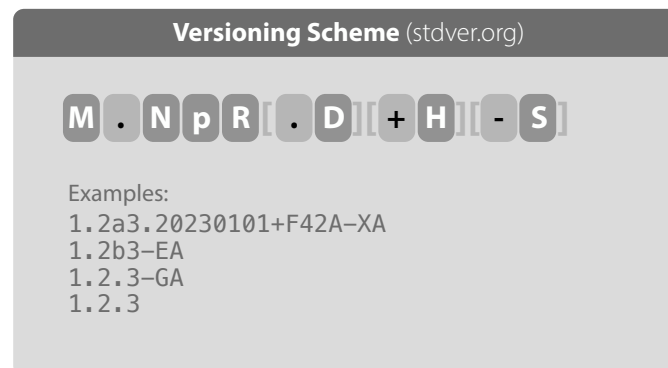 Versioning Scheme (stdver.org)
M.NpR[.D][+H][-S]
Examples:
1.2a3.20230101+F42A-XA
1.2b3-EA
1.2.3-GA
1.2.3